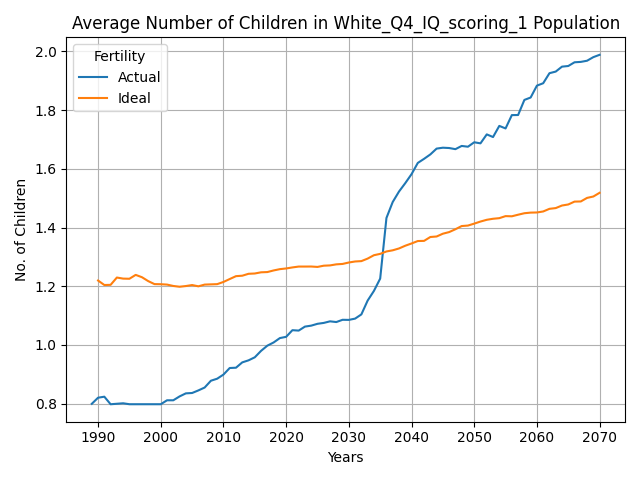 Average Number of Children in White_Q4_IQ_scoring_1 Population
Fertility
Actual
Ideal
No. of Children
2.0
1.8
1.6
1.4
1.2
1.0
0.8
1990 2000 2010 2020 2030 2040 2050 2060 2070
Years